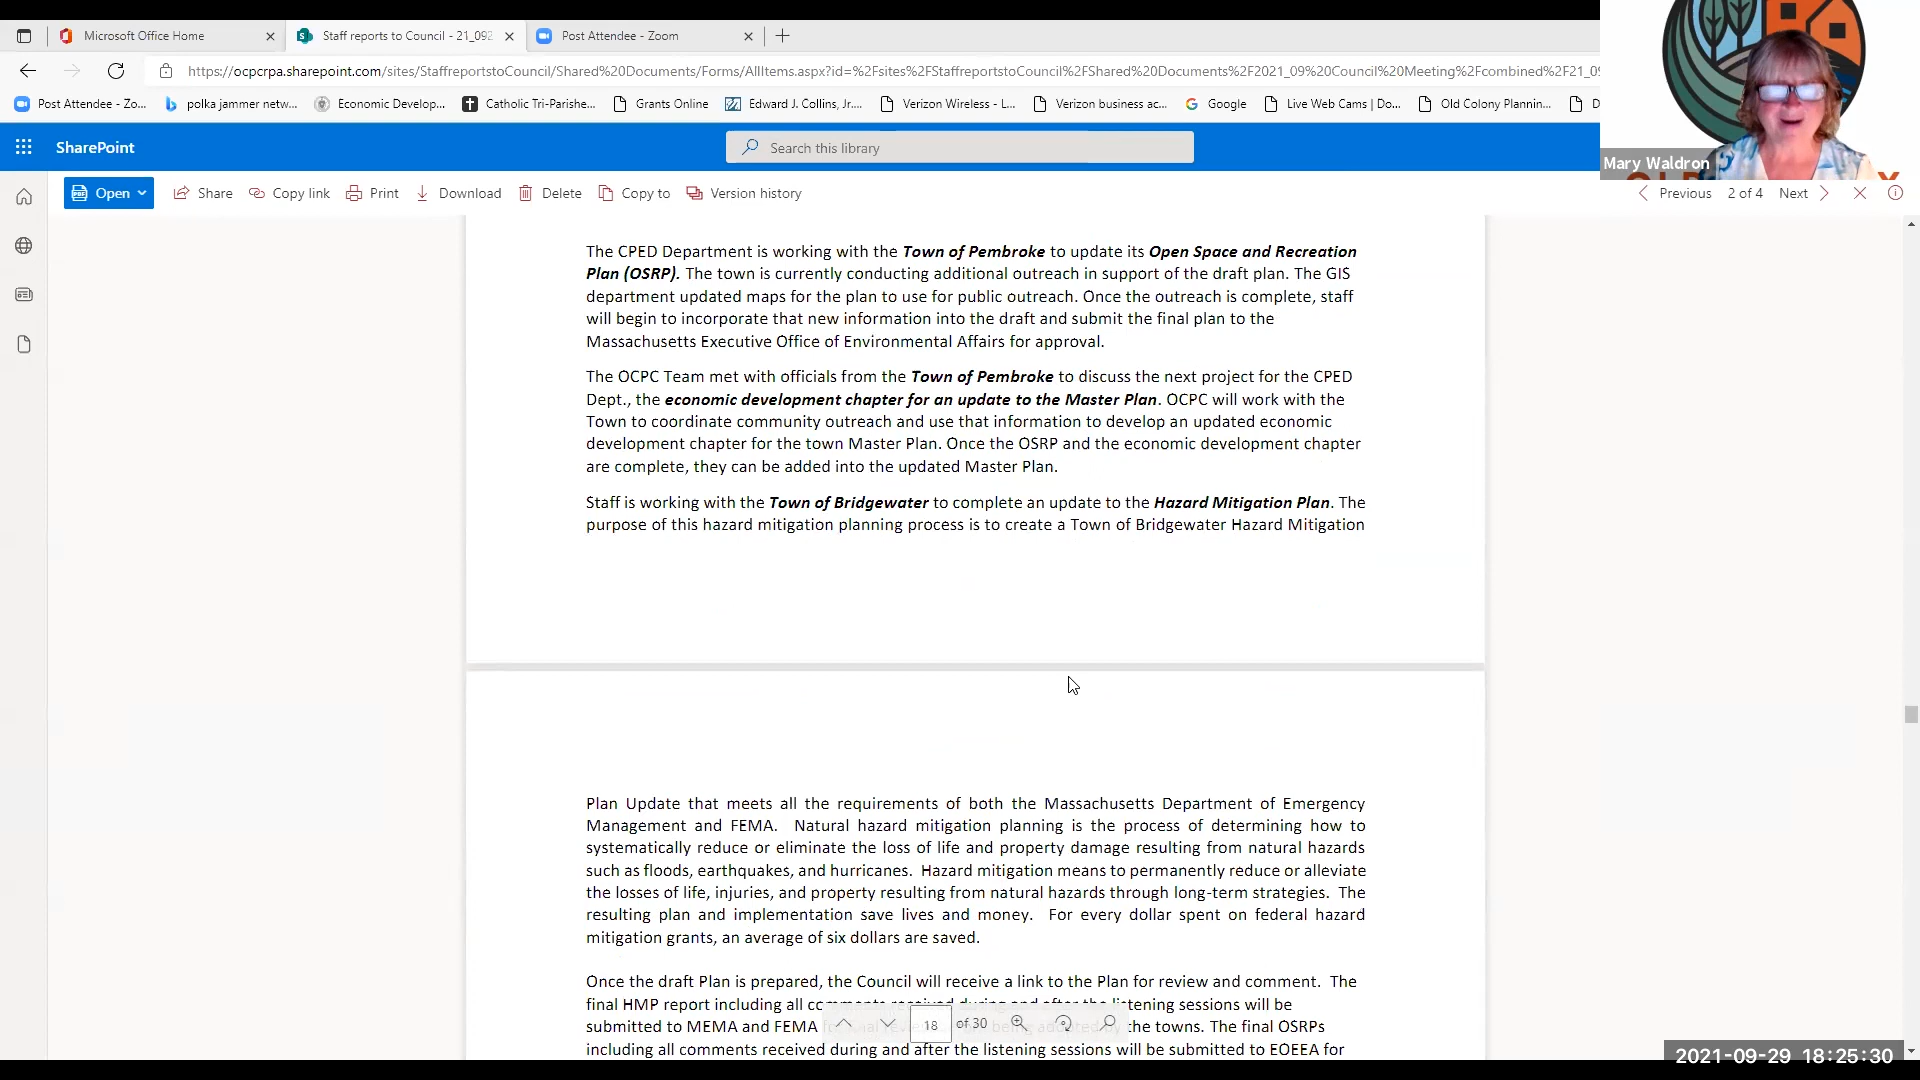 Microsoft Office Home
Staff reports to Council - 21_092
Post Attendee - Zoom
https://ocpcrpa.sharepoint.com/sites/StaffreportstoCouncil/Shared%20Documents/Forms/AllItems.aspx?id=%2Fsites%2FStaffreportstoCouncil%2FShared%20Documents%2F2021_09%20Council%20Meeting%2Fcombined%2F21_09
Post Attendee - Zo...
polka jammer netw...
Economic Develop...
Catholic Tri-Parishe...
Grants Online
Edward J. Collins, Jr....
Verizon Wireless - L...
Verizon business ac...
Google
Live Web Cams | Do...
Old Colony Plannin...
D
SharePoint
Search this library
Mary Waldron
Open
Share
Copy link
Print
Download
Delete
Copy to
Version history
Previous
2 of 4
Next
The CPED Department is working with the Town of Pembroke to update its Open Space and Recreation
Plan (OSRP). The town is currently conducting additional outreach in support of the draft plan. The GIS
department updated maps for the plan to use for public outreach. Once the outreach is complete, staff
will begin to incorporate that new information into the draft and submit the final plan to the
Massachusetts Executive Office of Environmental Affairs for approval.
The OCPC Team met with officials from the Town of Pembroke to discuss the next project for the CPED
Dept., the economic development chapter for an update to the Master Plan. OCPC will work with the
Town to coordinate community outreach and use that information to develop an updated economic
development chapter for the town Master Plan. Once the OSRP and the economic development chapter
are complete, they can be added into the updated Master Plan.
Staff is working with the Town of Bridgewater to complete an update to the Hazard Mitigation Plan. The
purpose of this hazard mitigation planning process is to create a Town of Bridgewater Hazard Mitigation
Plan Update that meets all the requirements of both the Massachusetts Department of Emergency
Management and FEMA. Natural hazard mitigation planning is the process of determining how to
systematically reduce or eliminate the loss of life and property damage resulting from natural hazards
such as floods, earthquakes, and hurricanes. Hazard mitigation means to permanently reduce or alleviate
the losses of life, injuries, and property resulting from natural hazards through long-term strategies. The
resulting plan and implementation save lives and money. For every dollar spent on federal hazard
mitigation grants, an average of six dollars are saved.
Once the draft Plan is prepared, the Council will receive a link to the Plan for review and comment. The
final HMP report including all comments received during and after the listening sessions will be
submitted to MEMA and FEMA the towns. The final OSRPs
including all comments received during and after the listening sessions will be submitted to EOEEA for
18
of 30
2021-09-29 18:25:30